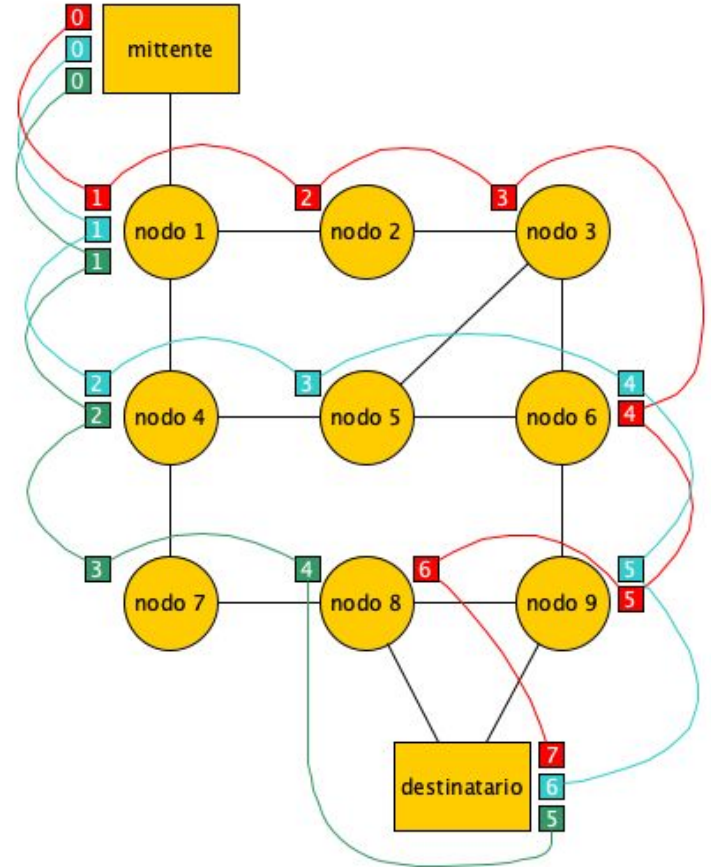 0
0
mittente
0
1
2
3
1
nodo 1
nodo 2
nodo 3
1
2
3
4
2
nodo 4
nodo 5
nodo 6
4
3
4
6
5
nodo 7
nodo 8
nodo 9
5
7
destinatario
6
5